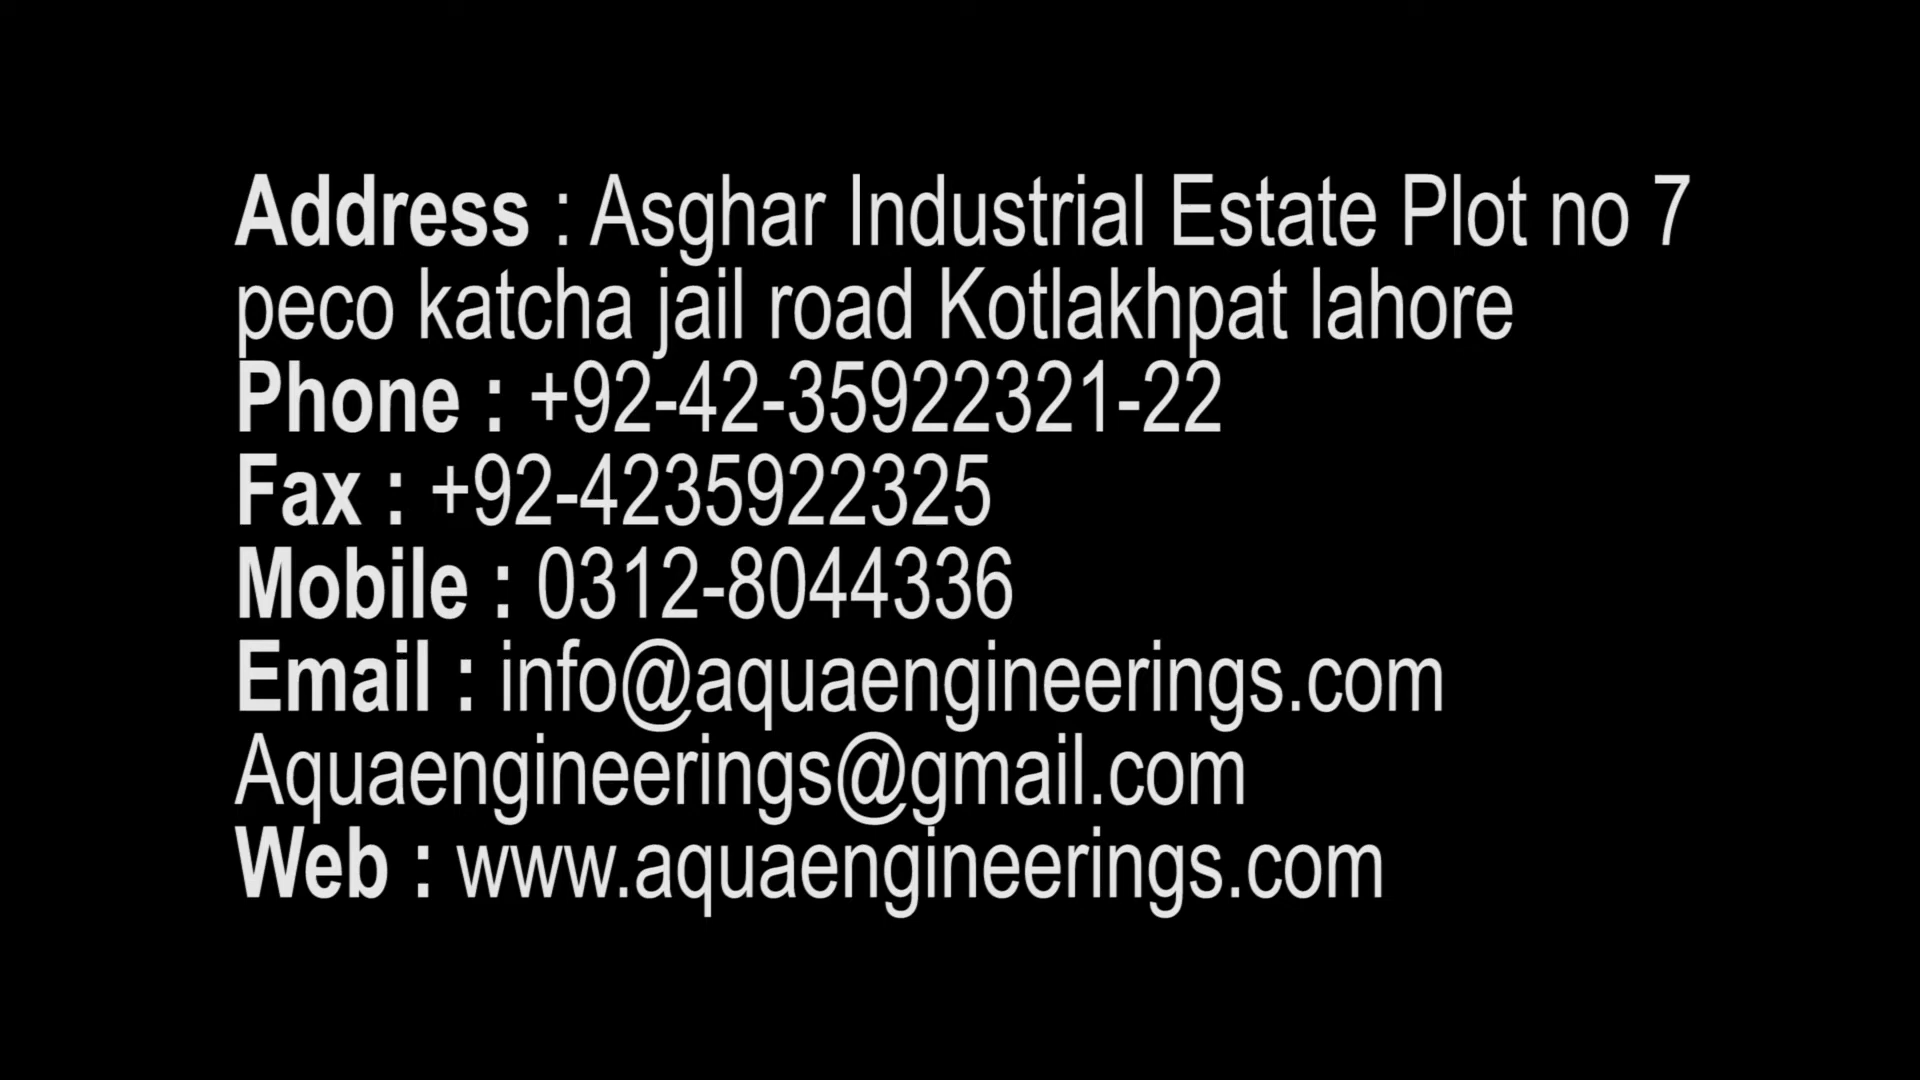 Address : Asghar Industrial Estate Plot no 7
peco katcha jail road Kotlakhpat lahore
Phone : +92-42-35922321-22
Fax : +92-4235922325
Mobile : 0312-8044336
Email : info@aquaengineerings.com
Aquaengineerings@gmail.com
Web : www.aquaengineerings.com